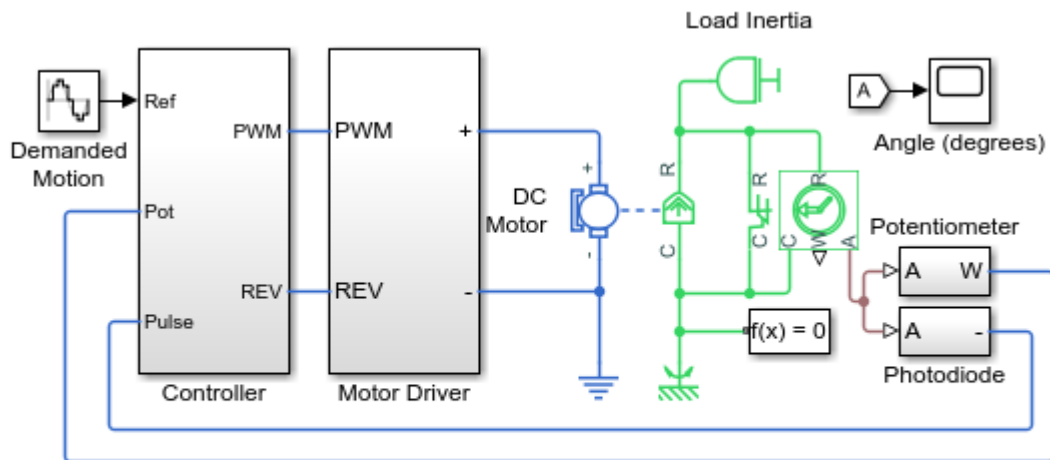 Load Inertia
Demanded
Motion
Ref
Pot
Pulse
PWM
REV
Controller
PWM
REV
+
-
Motor Driver
DC
Motor
+
-
R
C
R
C
R
C
W
A
f(x) = 0
A
Angle (degrees)
Potentiometer
A
W
A
-
Photodiode